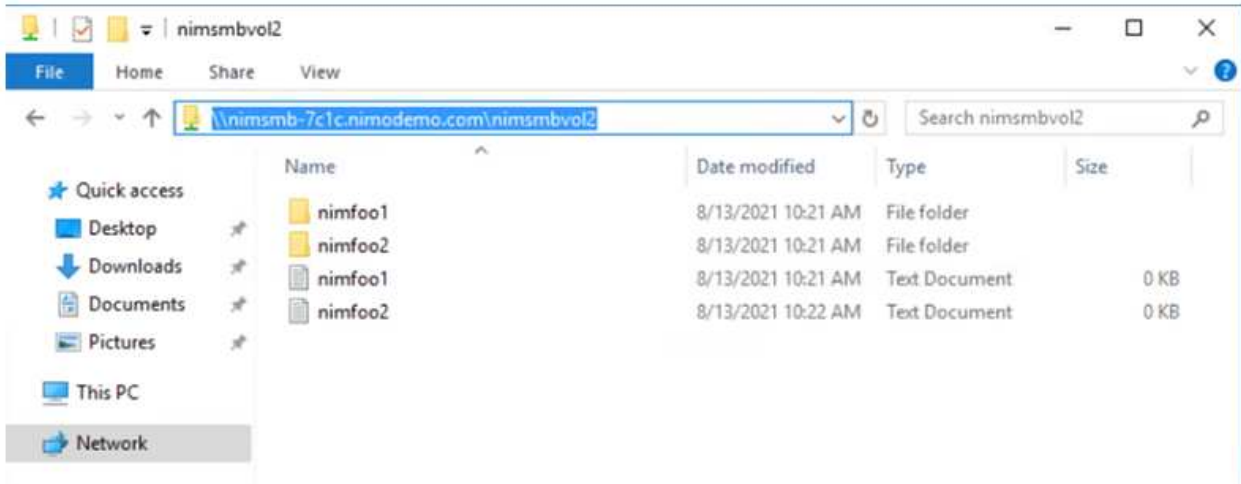 nimsmbvol2
File Home Share View
\\nimsmb-7c1c.nimodemo.com\nimsmbvol2 Search nimsmbvol2
Name Date modified Type Size
Quick access
Desktop
Downloads
Documents
Pictures
This PC
Network
nimfoo1 8/13/2021 10:21 AM File folder
nimfoo2 8/13/2021 10:21 AM File folder
nimfoo1 8/13/2021 10:21 AM Text Document 0 KB
nimfoo2 8/13/2021 10:22 AM Text Document 0 KB